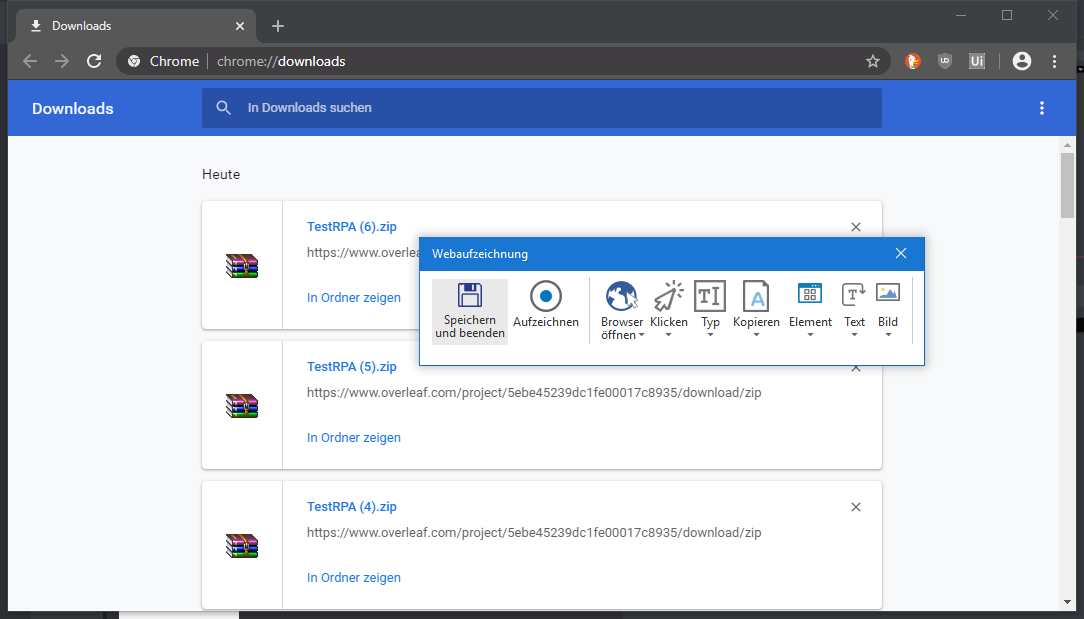 Downloads
Chrome
chrome://downloads
UD
Ui
Downloads
In Downloads suchen
Heute
TestRPA (6).zip
https://www.overlea
In Ordner zeigen
Webaufzeichnung
Speichern
und beenden
Aufzeichnen
Browser
öffnen
Klicken
Typ
Kopieren
Element
Text
Bild
TestRPA (5).zip
https://www.overleaf.com/project/5ebe45239dc1fe00017c8935/download/zip
In Ordner zeigen
TestRPA (4).zip
https://www.overleaf.com/project/5ebe45239dc1fe00017c8935/download/zip
In Ordner zeigen